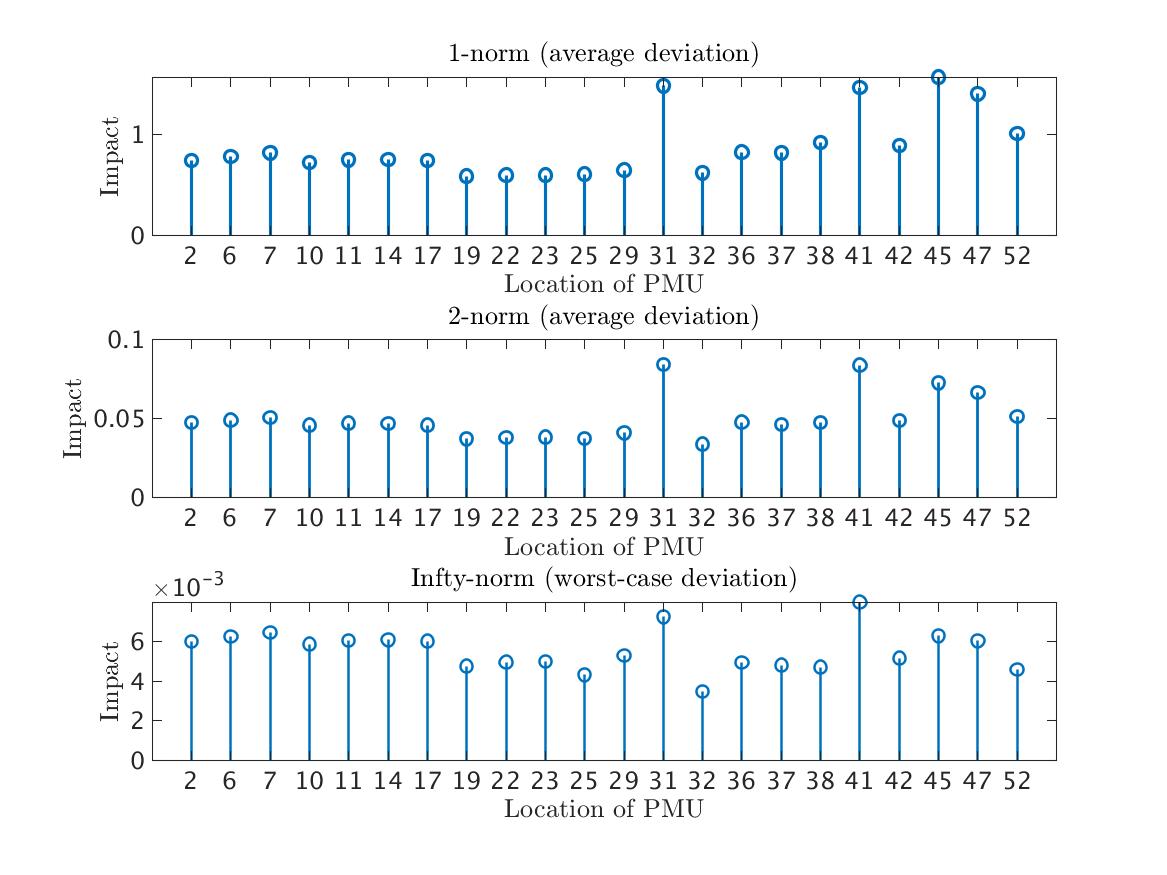 1-norm (average deviation)
Impact
1
0
2 6 7 10 11 14 17 19 22 23 25 29 31 32 36 37 38 41 42 45 47 52
Location of PMU
2-norm (average deviation)
Impact
0.1
0.05
0
2 6 7 10 11 14 17 19 22 23 25 29 31 32 36 37 38 41 42 45 47 52
Location of PMU
Infty-norm (worst-case deviation)
×10⁻³
Impact
6
4
2
0
2 6 7 10 11 14 17 19 22 23 25 29 31 32 36 37 38 41 42 45 47 52
Location of PMU